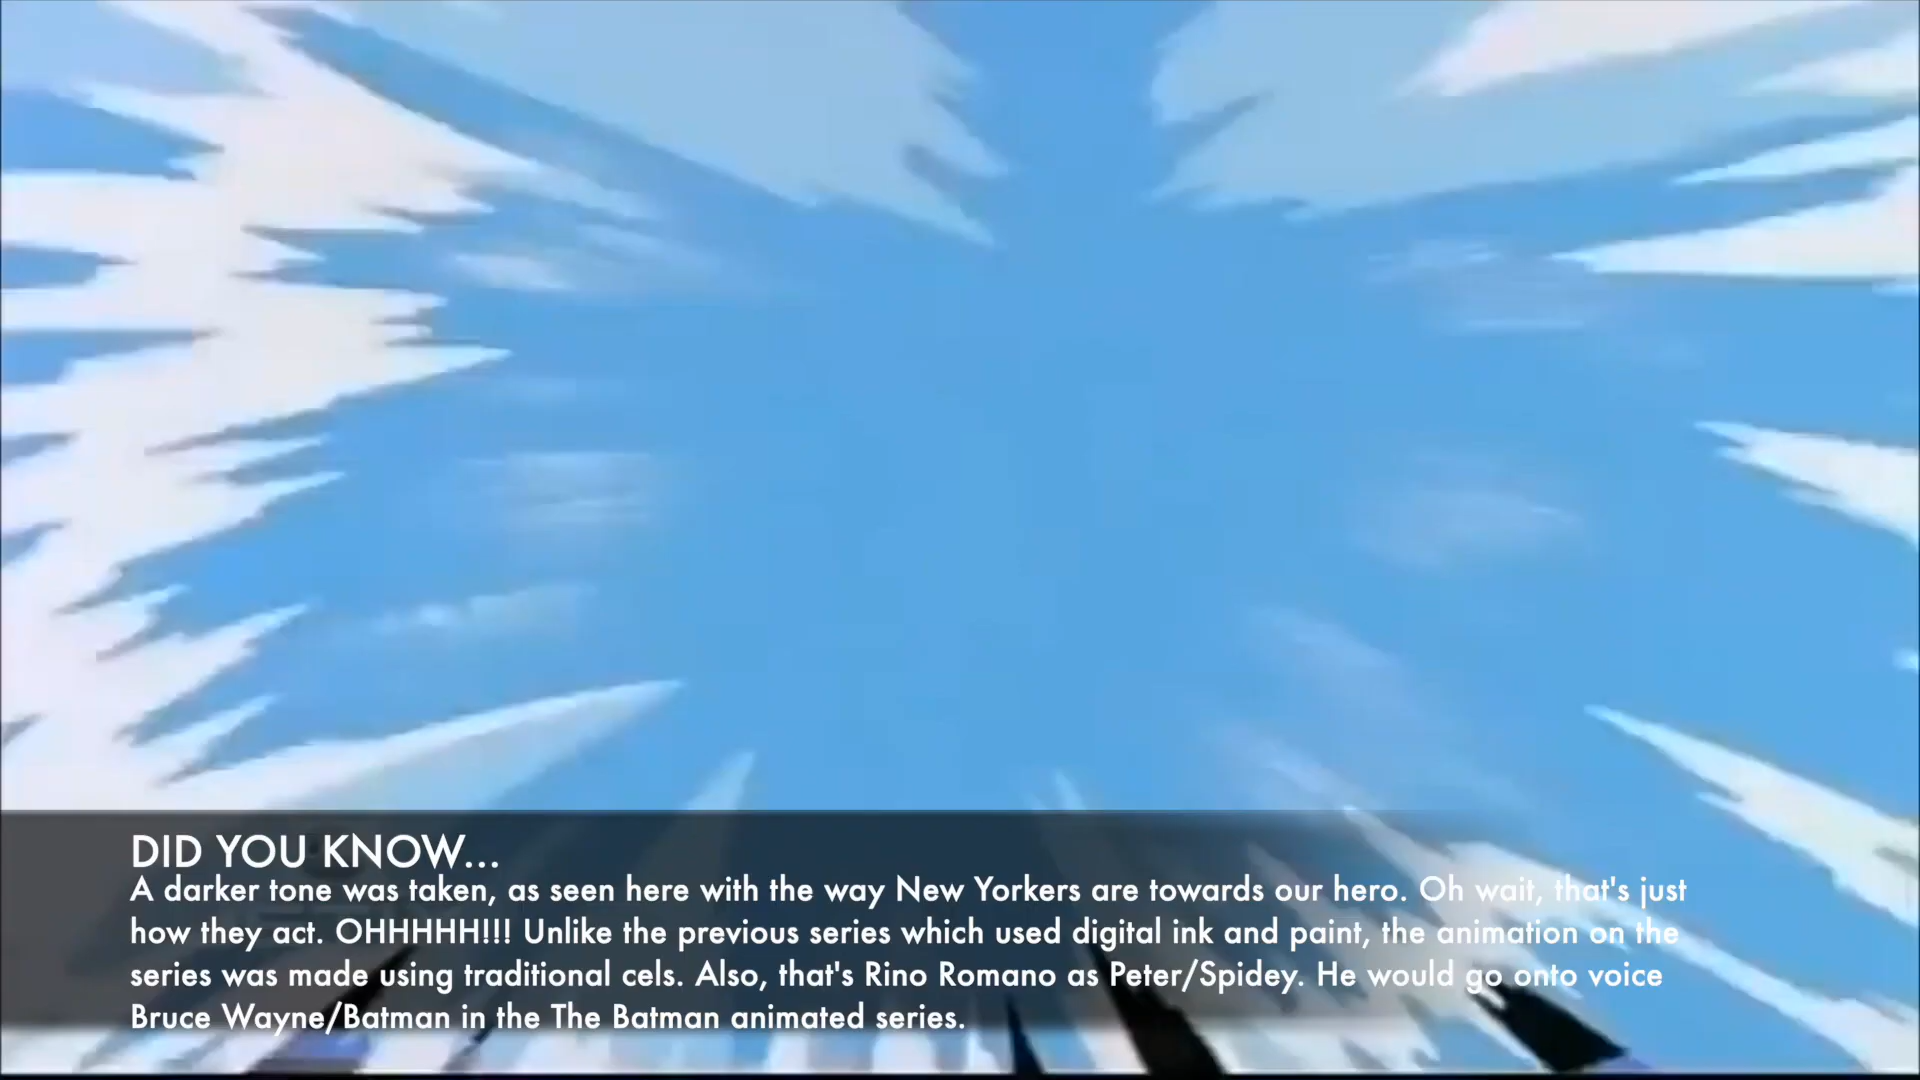 DID YOU KNOW...
A darker tone was taken, as seen here with the way New Yorkers are towards our hero. Oh wait, that's just
how they act. OHHHHH!!! Unlike the previous series which used digital ink and paint, the animation on the
series was made using traditional cels. Also, that's Rino Romano as Peter/Spidey. He would go onto voice
Bruce Wayne/Batman in the The Batman animated series.